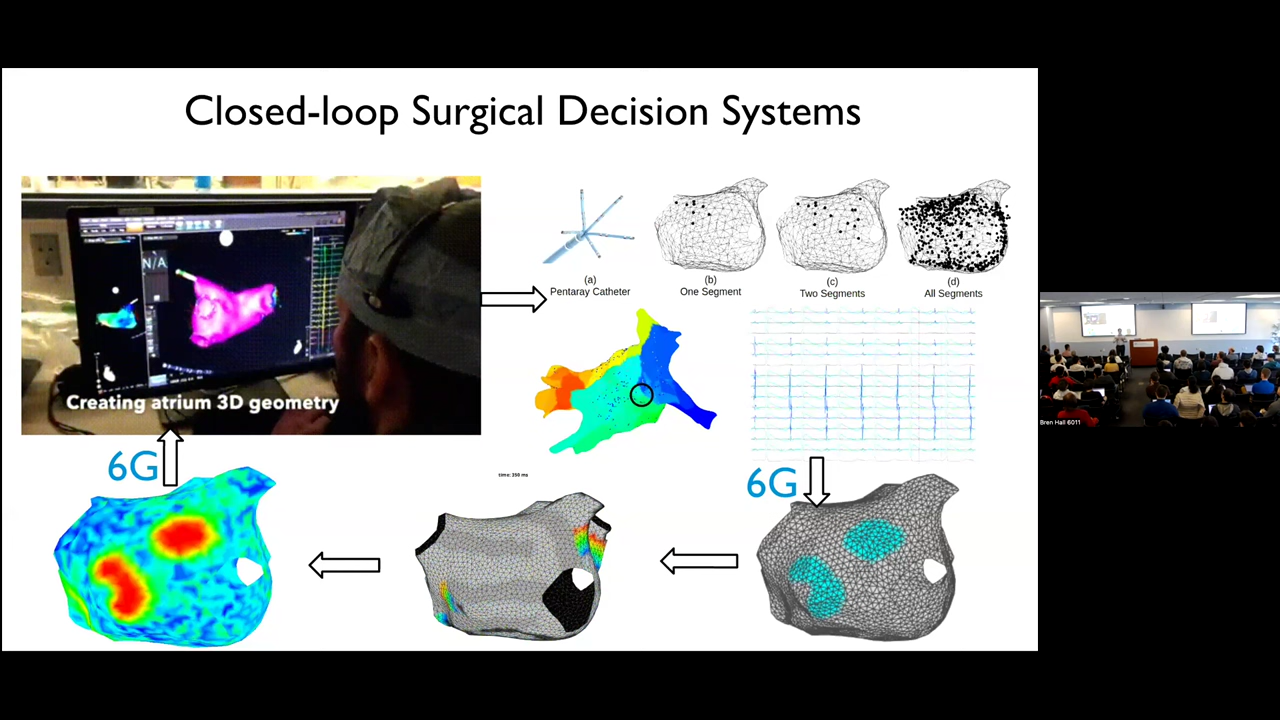 Closed-loop Surgical Decision Systems
N/A
Creating atrium 3D geometry
(a)
Pentaray Catheter
(b)
One Segment
(c)
Two Segments
(d)
All Segments
6G
6G
time: 350 ms
Bren Hall 6011